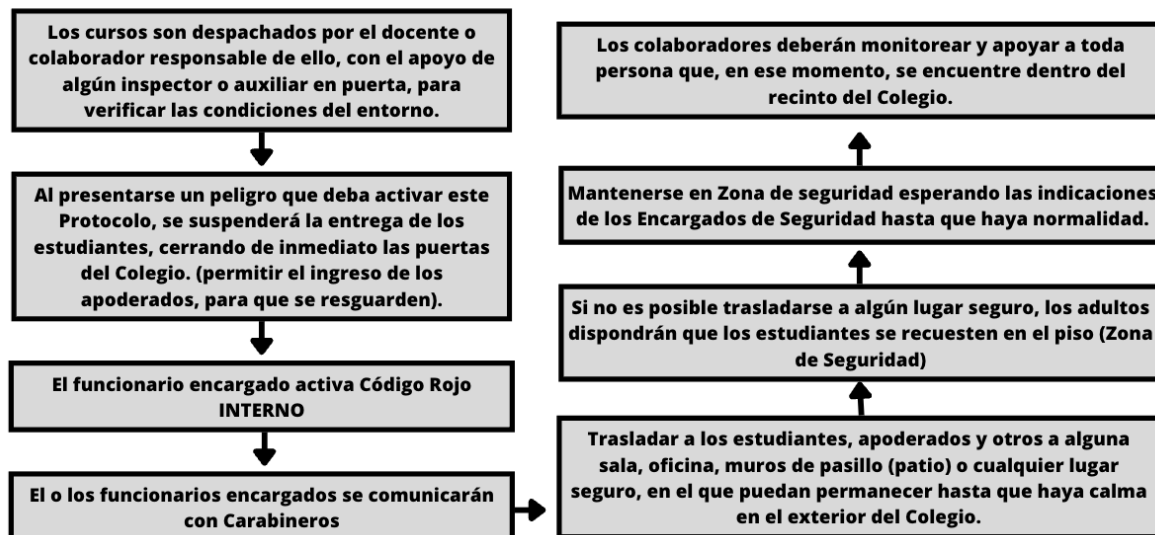 Los cursos son despachados por el docente o
colaborador responsable de ello, con el apoyo de
algún inspector o auxiliar en puerta, para
verificar las condiciones del entorno.
Al presentarse un peligro que deba activar este
Protocolo, se suspenderá la entrega de los
estudiantes, cerrando de inmediato las puertas
del Colegio. (permitir el ingreso de los
apoderados, para que se resguarden).
El funcionario encargado activa Código Rojo
INTERNO
El o los funcionarios encargados se comunicarán
con Carabineros
Trasladar a los estudiantes, apoderados y otros a alguna
sala, oficina, muros de pasillo (patio) o cualquier lugar
seguro, en el que puedan permanecer hasta que haya calma
en el exterior del Colegio.
Si no es posible trasladarse a algún lugar seguro, los adultos
dispondrán que los estudiantes se recuesten en el piso (Zona
de Seguridad)
Mantenerse en Zona de seguridad esperando las indicaciones
de los Encargados de Seguridad hasta que haya normalidad.
Los colaboradores deberán monitorear y apoyar a toda
persona que, en ese momento, se encuentre dentro del
recinto del Colegio.